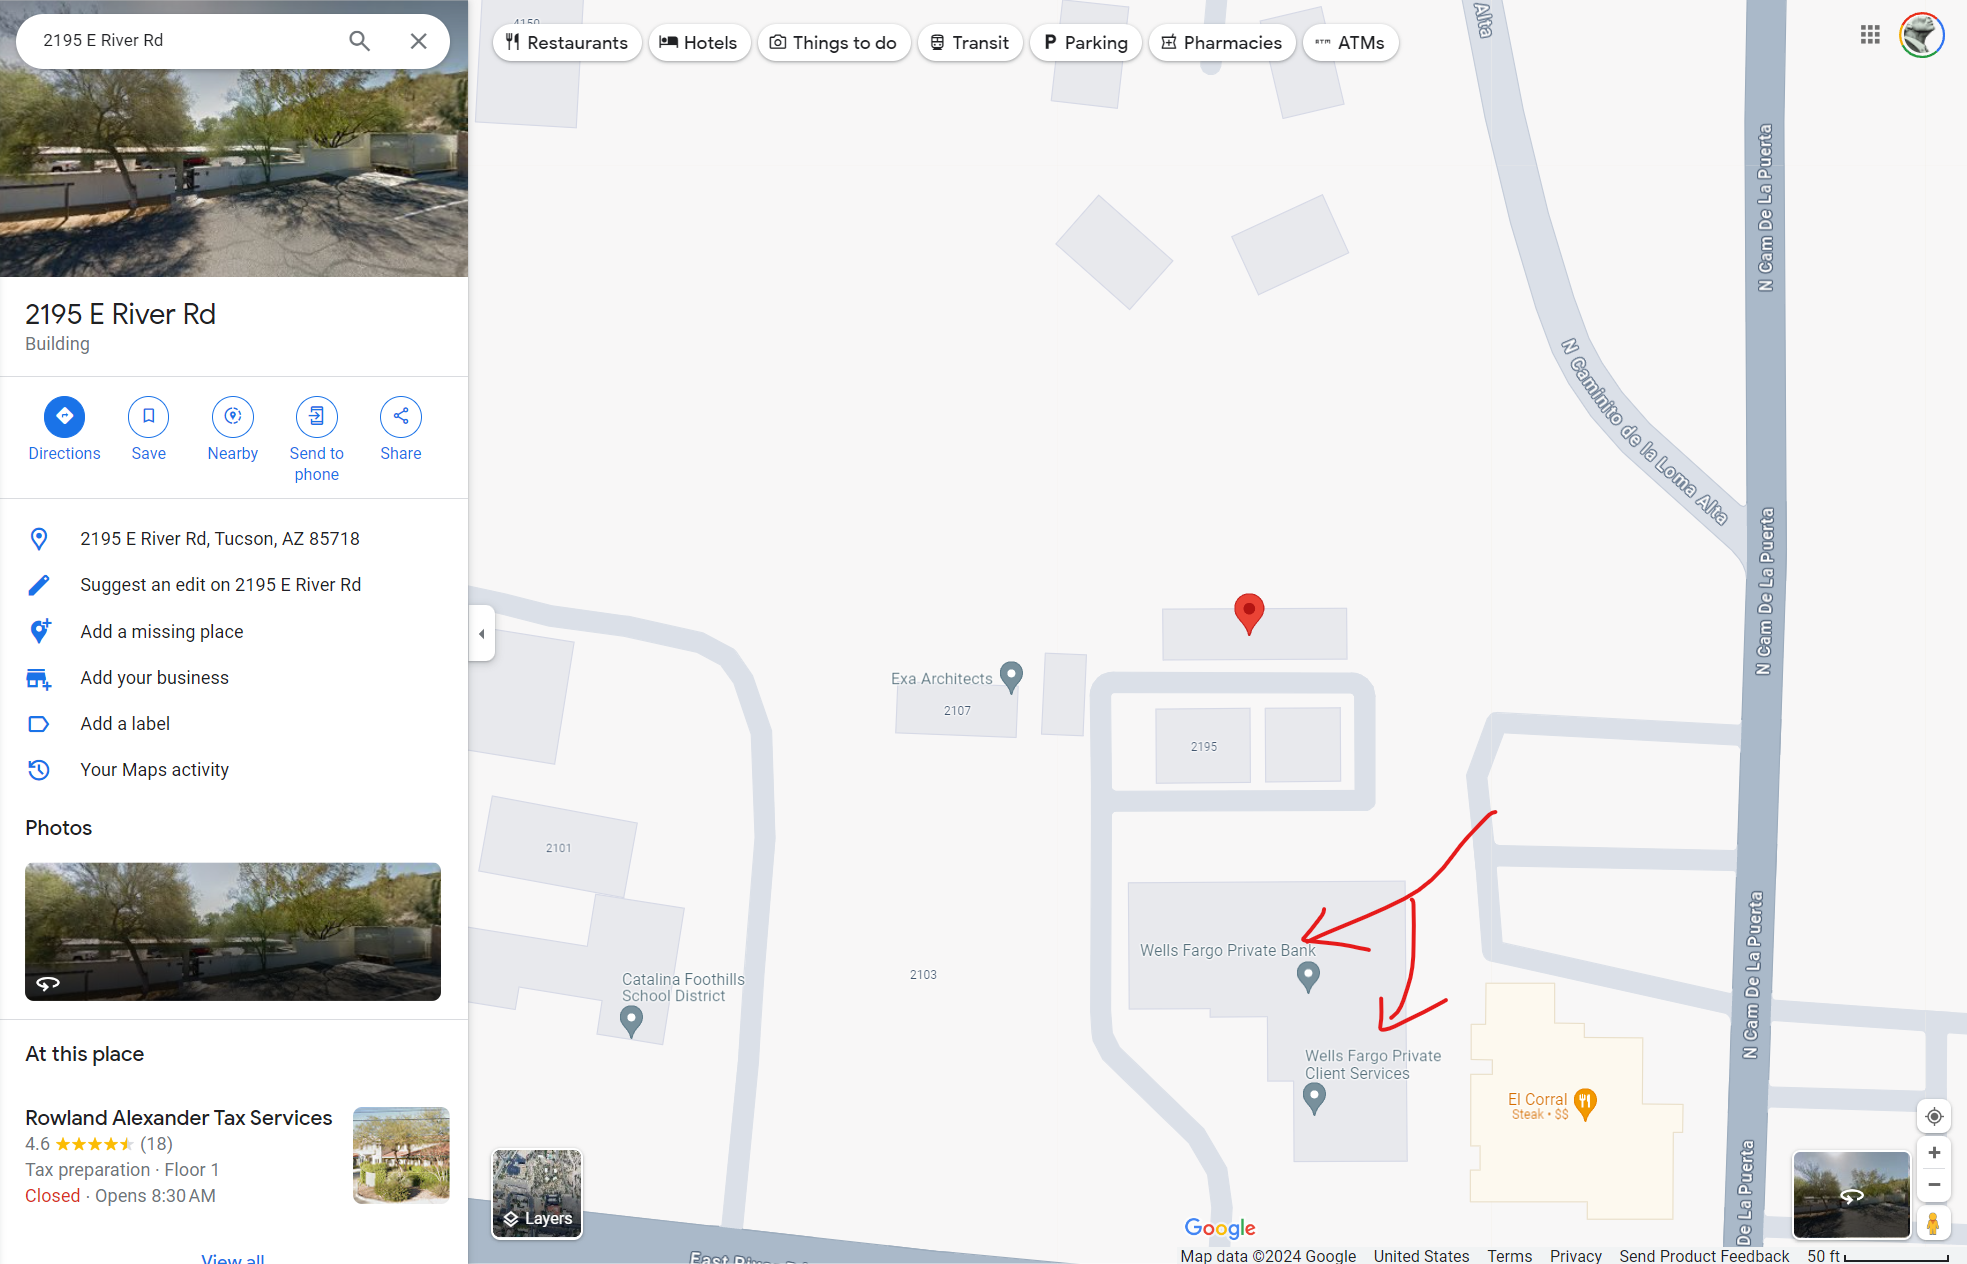 2195 E River Rd
2195 E River Rd
Building
Directions
Save
Nearby
Send to
phone
Share
2195 E River Rd, Tucson, AZ 85718
Suggest an edit on 2195 E River Rd
Add a missing place
Add your business
Add a label
Your Maps activity
Photos
At this place
Rowland Alexander Tax Services
4.6 (18)
Tax preparation · Floor 1
Closed · Opens 8:30 AM
View all
4150
Restaurants
Hotels
Things to do
Transit
Parking
Pharmacies
ATMs
Alta
N Cam De La Puerta
N Caminito de la Loma Alta
N Cam De La Puerta
Exa Architects
2107
2195
2101
Wells Fargo Private Bank
2103
Catalina Foothills
School District
Wells Fargo Private
Client Services
El Corral
Steak • $$
N Cam De La Puerta
De La Puerta
Layers
East River Rd
Google
Map data ©2024 Google
United States
Terms
Privacy
Send Product Feedback
50 ft